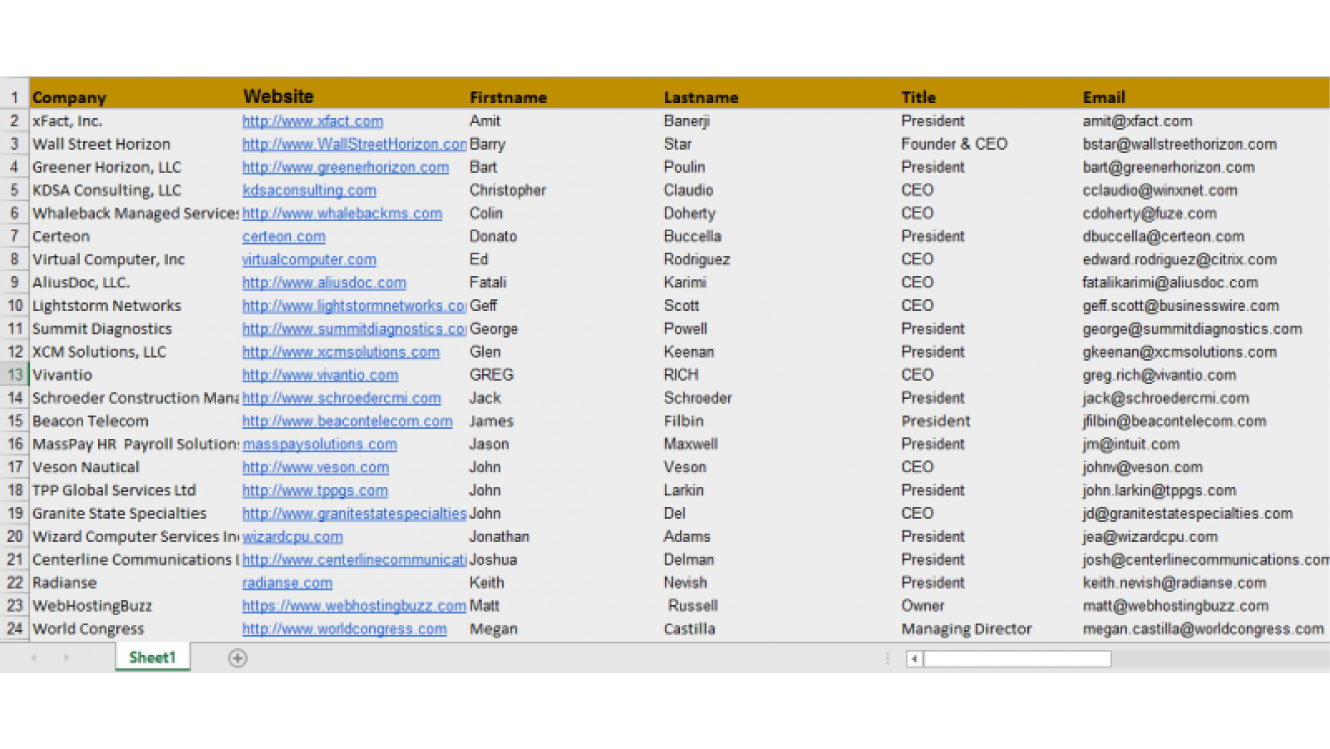 1 Company Website Firstname Lastname Title Email
2 xFact, Inc. http://www.xfact.com Amit Banerji President amit@xfact.com
3 Wall Street Horizon http://www.WallStreetHorizon.con Barry Star Founder & CEO bstar@wallstreethorizon.com
4 Greener Horizon, LLC http://www.greenerhorizon.com Bart Poulin President bart@greenerhorizon.com
5 KDSA Consulting, LLC kdsaconsulting.com Christopher Claudio CEO cclaudio@winxnet.com
6 Whaleback Managed Services http://www.whalebackms.com Colin Doherty CEO cdoherty@fuze.com
7 Certeon certeon.com Donato Buccella President dbuccella@certeon.com
8 Virtual Computer, Inc virtualcomputer.com Ed Rodriguez CEO edward.rodriguez@citrix.com
9 AliusDoc, LLC. http://www.aliusdoc.com Fatali Karimi CEO fatalikarimi@aliusdoc.com
10 Lightstorm Networks http://www.lightstormnetworks.co Geff Scott CEO geff.scott@businesswire.com
11 Summit Diagnostics http://www.summitdiagnostics.co George Powell President george@summitdiagnostics.com
12 XCM Solutions, LLC http://www.xcmsolutions.com Glen Keenan President gkeenan@xcmsolutions.com
13 Vivantio http://www.vivantio.com GREG RICH CEO greg.rich@vivantio.com
14 Schroeder Construction Mana http://www.schroedercmi.com Jack Schroeder President jack@schroedercmi.com
15 Beacon Telecom http://www.beacontelecom.com James Filbin President jfilbin@beacontelecom.com
16 MassPay HR Payroll Solution masspaysolutions.com Jason Maxwell President jm@intuit.com
17 Veson Nautical http://www.veson.com John Veson CEO johnv@veson.com
18 TPP Global Services Ltd http://www.tppgs.com John Larkin President john.larkin@tppgs.com
19 Granite State Specialties http://www.granitestatespecialties John Del CEO jd@granitestatespecialties.com
20 Wizard Computer Services In wizardcpu.com Jonathan Adams President jea@wizardcpu.com
21 Centerline Communications http://www.centerlinecommunicati Joshua Delman President josh@centerlinecommunications.com
22 Radianse radianse.com Keith Nevish President keith.nevish@radianse.com
23 WebHostingBuzz https://www.webhostingbuzz.com Matt Russell Owner matt@webhostingbuzz.com
24 World Congress http://www.worldcongress.com Megan Castilla Managing Director megan.castilla@worldcongress.com
Sheet1